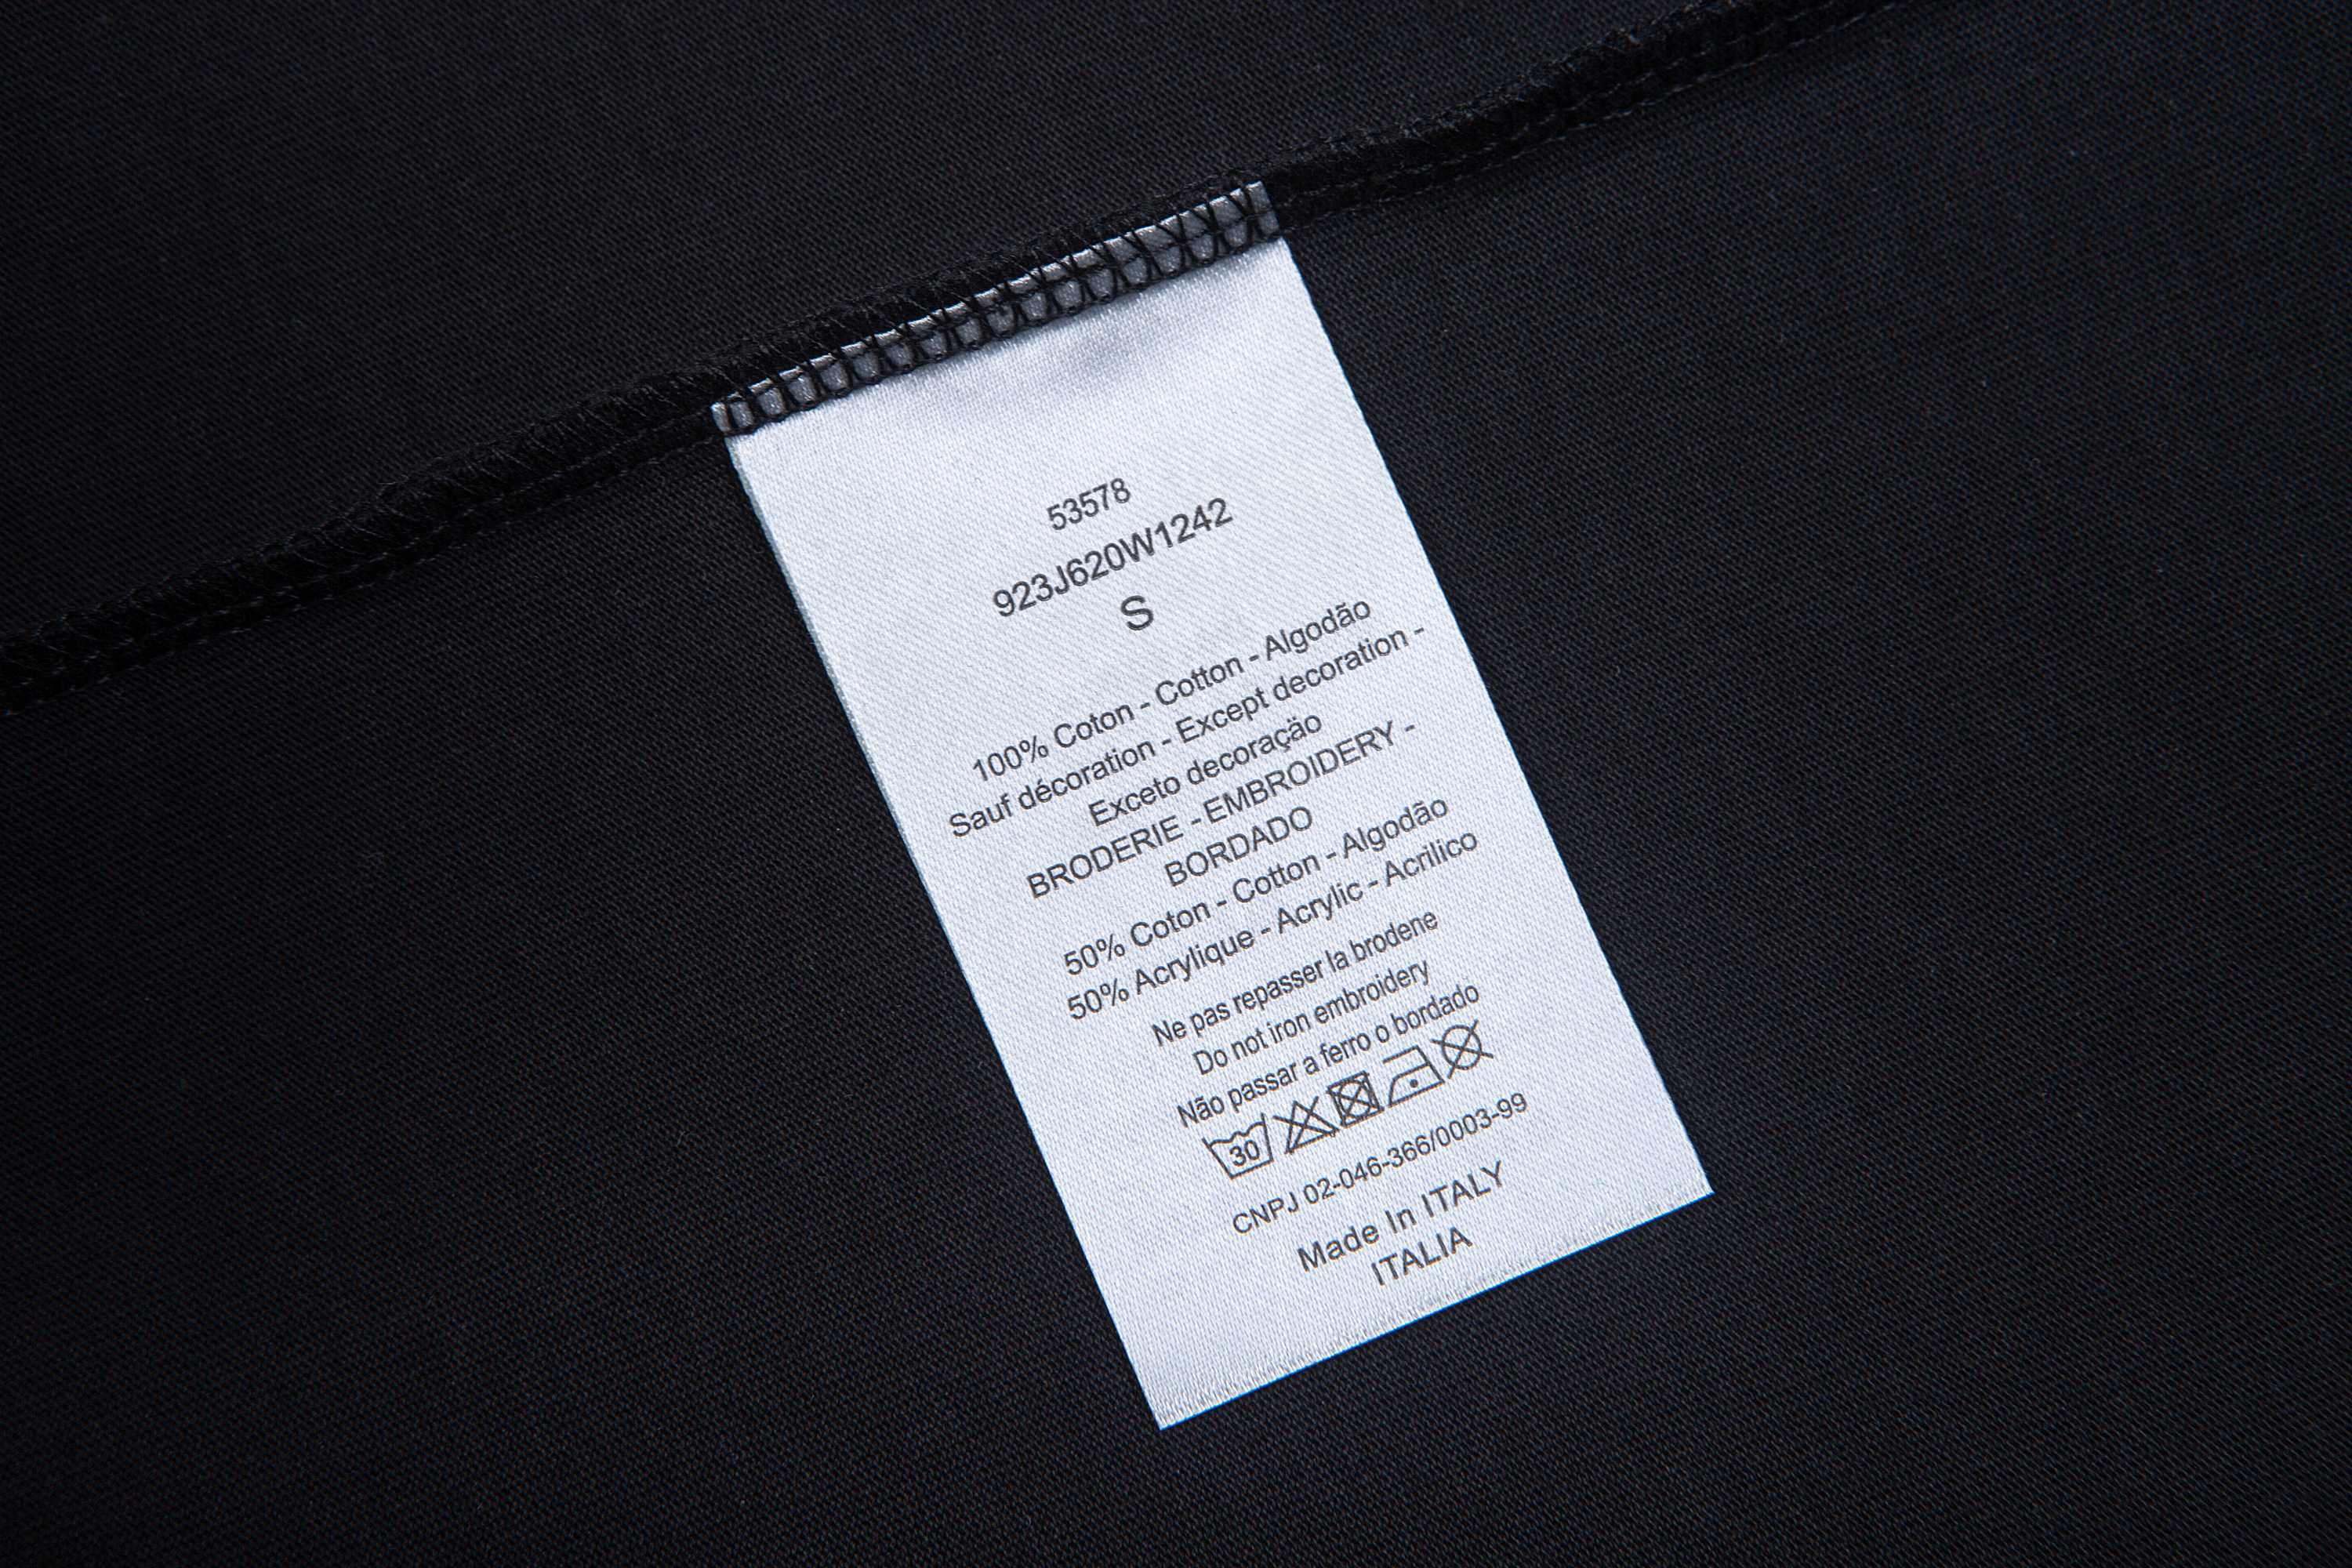 53578
923J620W1242
S
100% Coton - Cotton - Algodão
Sauf décoration - Except decoration -
Exceto decoração
BRODERIE - EMBROIDERY -
BORDADO
50% Coton - Cotton - Algodão
50% Acrylique - Acrylic - Acrilico
Ne pas repasser la broderie
Do not iron embroidery
Não passar a ferro o bordado
30
CNPJ 02-046-366/0003-99
Made In ITALY
ITALIA